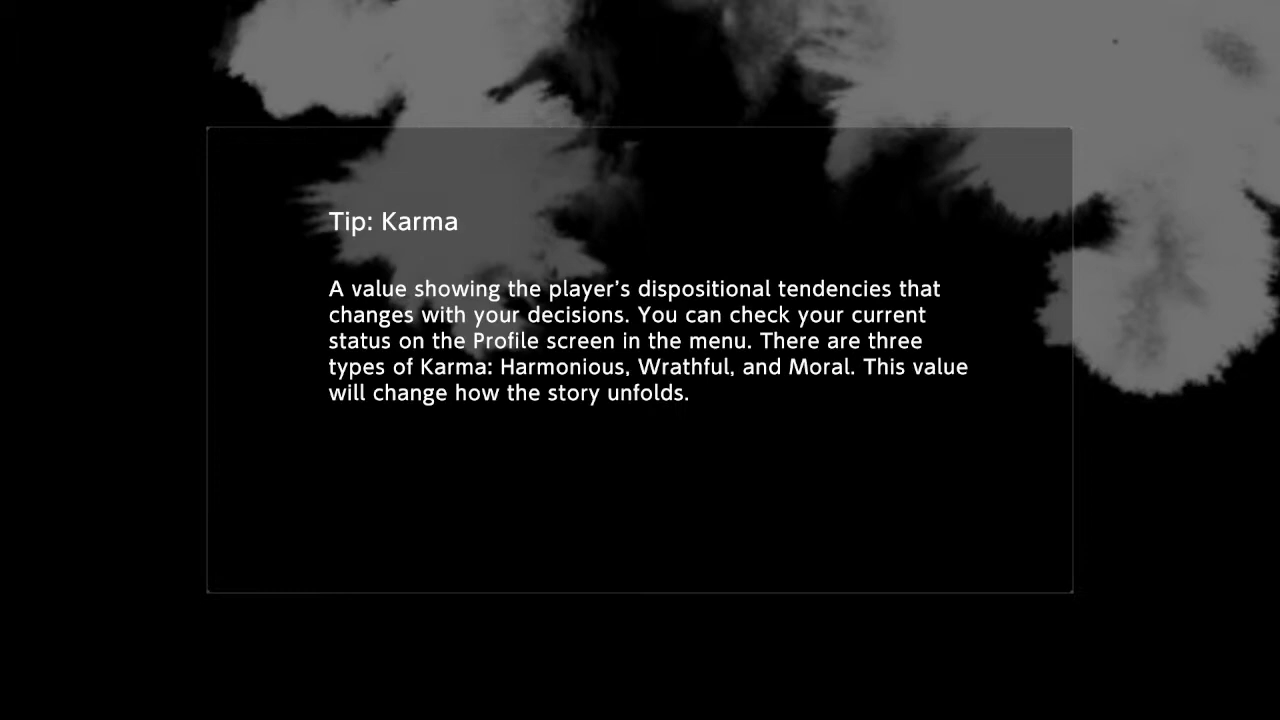 Tip: Karma
A value showing the player's dispositional tendencies that
changes with your decisions. You can check your current
status on the Profile screen in the menu. There are three
types of Karma: Harmonious, Wrathful, and Moral. This value
will change how the story unfolds.